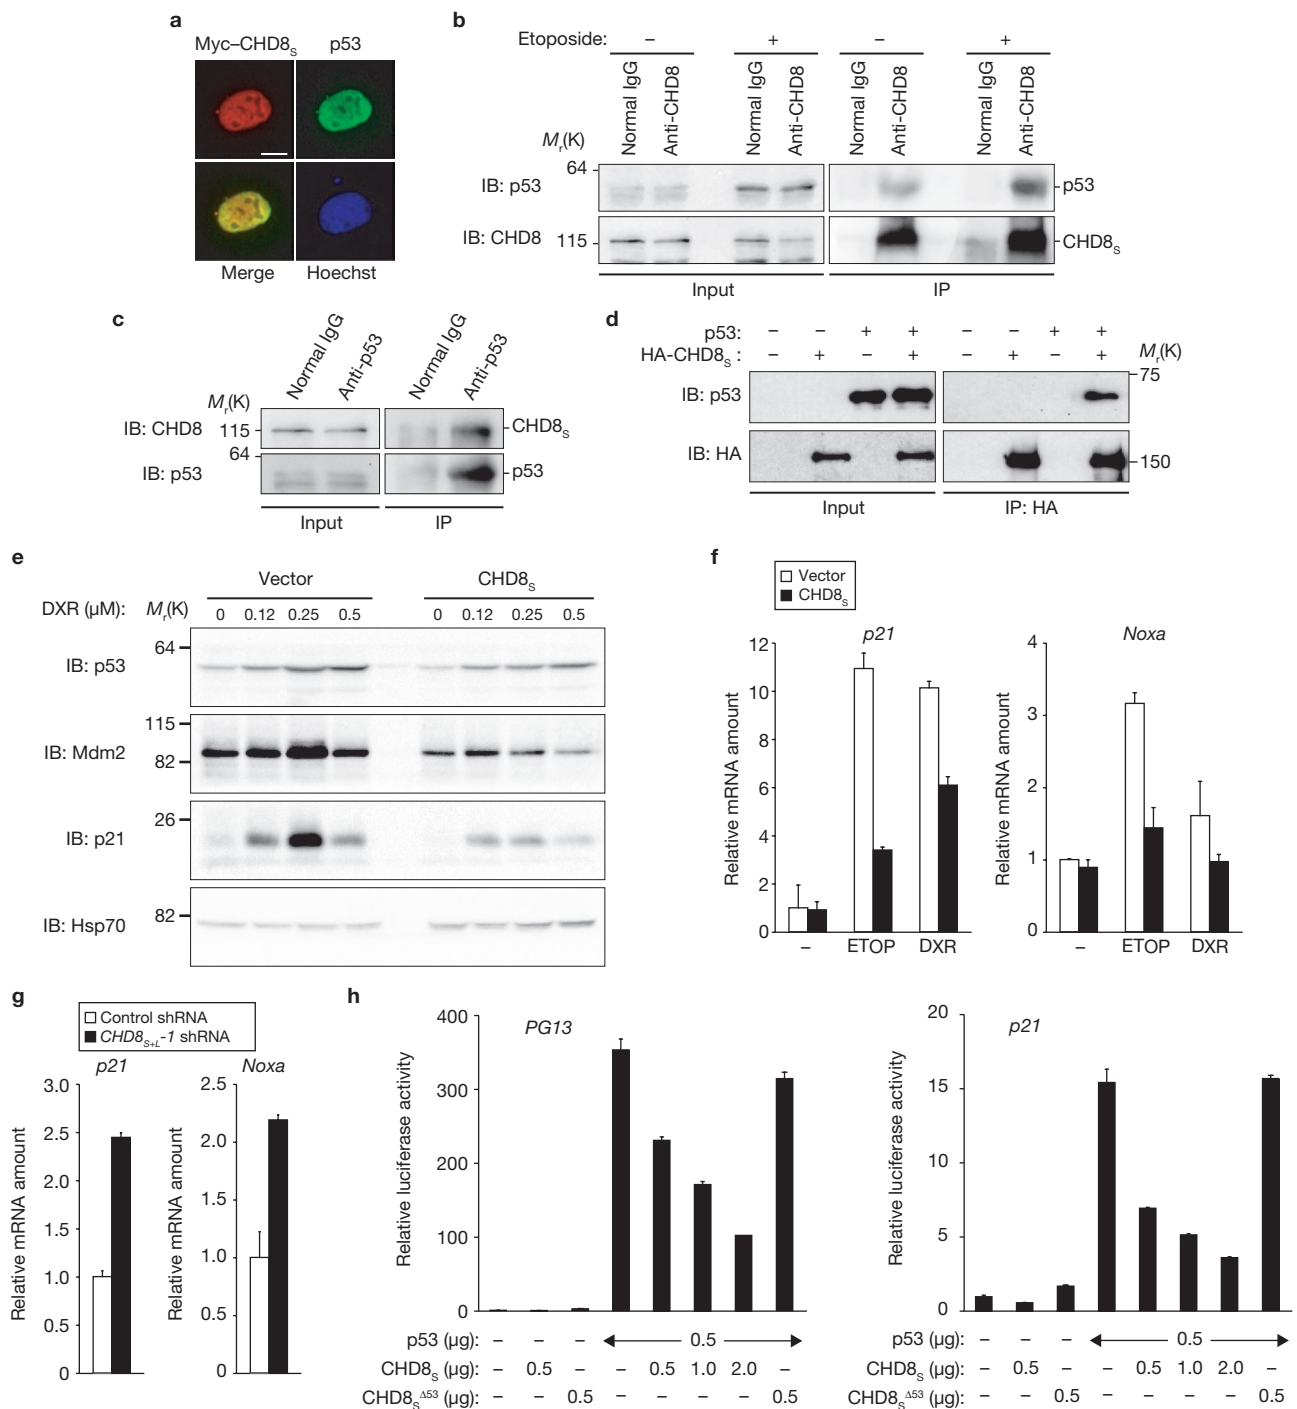 a
Myc–CHD8S p53
Merge Hoechst
b
Etoposide: – + – +
Normal IgG Anti-CHD8 Normal IgG Anti-CHD8 Normal IgG Anti-CHD8 Normal IgG Anti-CHD8
Mr(K)
64
IB: p53 p53
IB: CHD8 115 CHD8S
Input IP
c
Normal IgG Anti-p53 Normal IgG Anti-p53
Mr(K)
IB: CHD8 115 CHD8S
64
IB: p53 p53
Input IP
d
p53: – – + + – – + +
HA-CHD8S : – + – + – + – + Mr(K)
75
IB: p53
IB: HA
150
Input IP: HA
e
Vector CHD8S
DXR (µM): Mr(K) 0 0.12 0.25 0.5 0 0.12 0.25 0.5
64
IB: p53
115
IB: Mdm2
82
26
IB: p21
82
IB: Hsp70
f
Vector
CHD8S
p21
Relative mRNA amount
12
10
8
6
4
2
0
– ETOP DXR
Noxa
Relative mRNA amount
4
3
2
1
0
– ETOP DXR
g
Control shRNA
CHD8S+L-1 shRNA
p21
Relative mRNA amount
3.0
2.5
2.0
1.5
1.0
0.5
0
Noxa
Relative mRNA amount
2.5
2.0
1.5
1.0
0.5
0
h
PG13
Relative luciferase activity
400
300
200
100
0
p53 (µg): – – – 0.5
CHD8S (µg): – 0.5 – – 0.5 1.0 2.0 –
CHD8SΔ53 (µg): – – 0.5 – – – – 0.5
p21
Relative luciferase activity
20
15
10
5
0
p53 (µg): – – – 0.5
CHD8S (µg): – 0.5 – – 0.5 1.0 2.0 –
CHD8SΔ53 (µg): – – 0.5 – – – – 0.5